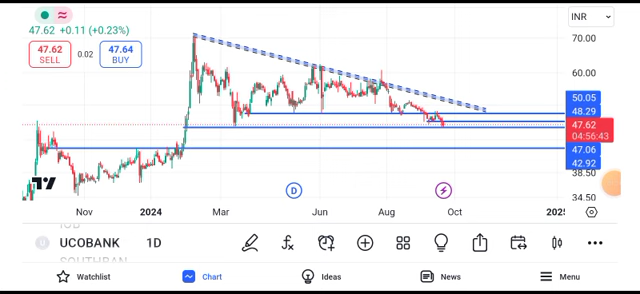 INR
47.62 +0.11 (+0.23%)
47.62
SELL
0.02
47.64
BUY
70.00
60.00
50.05
48.29
47.62
04:56:43
47.06
42.92
38.50
34.50
D
Nov 2024 Mar Jun Aug Oct 2025
UCOBANK 1D
Watchlist Chart Ideas News Menu